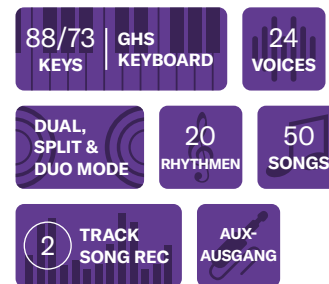 88/73
KEYS
GHS
KEYBOARD
24
VOICES
DUAL,
SPLIT &
DUO MODE
20
RHYTHMEN
50
SONGS
2
TRACK
SONG REC
AUX-
AUSGANG